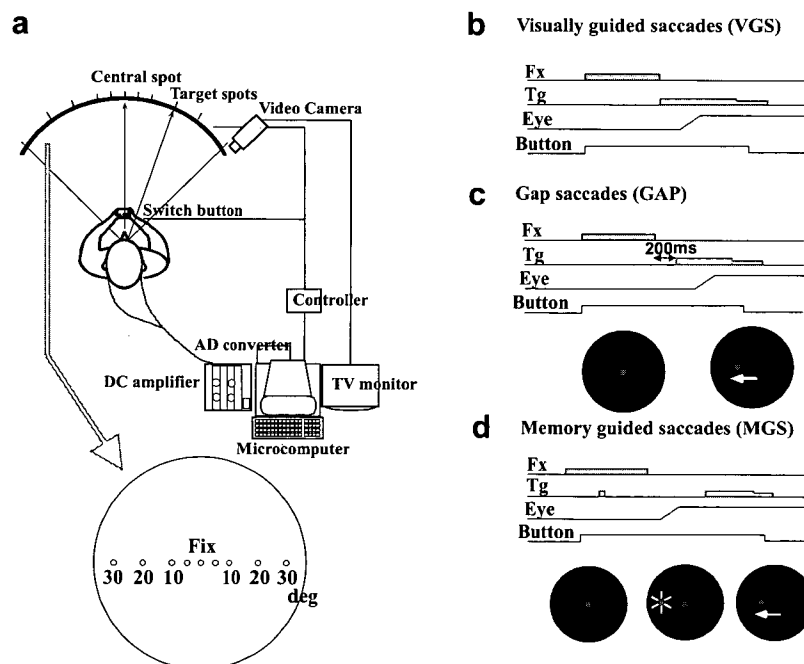 a
Central spot
Target spots
Video Camera
Switch button
Controller
AD converter
DC amplifier
TV monitor
Microcomputer
Fix
30 20 10 10 20 30
deg
b Visually guided saccades (VGS)
Fx
Tg
Eye
Button
c Gap saccades (GAP)
Fx
200ms
Tg
Eye
Button
d Memory guided saccades (MGS)
Fx
Tg
Eye
Button